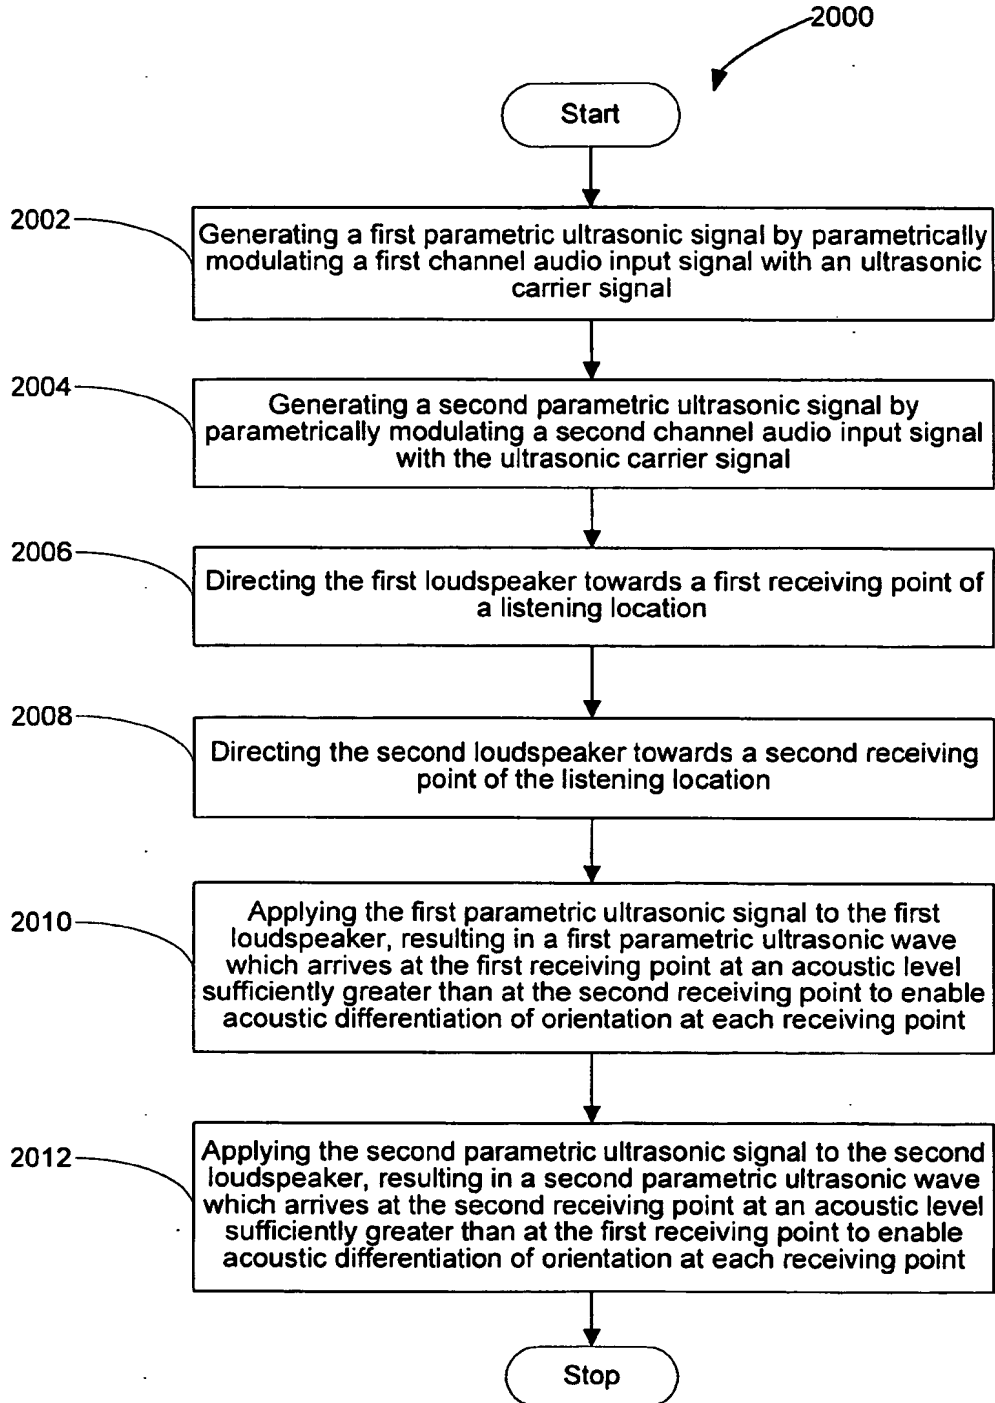 2000
Start
2002
Generating a first parametric ultrasonic signal by parametrically
modulating a first channel audio input signal with an ultrasonic
carrier signal
2004
Generating a second parametric ultrasonic signal by
parametrically modulating a second channel audio input signal
with the ultrasonic carrier signal
2006
Directing the first loudspeaker towards a first receiving point of
a listening location
2008
Directing the second loudspeaker towards a second receiving
point of the listening location
2010
Applying the first parametric ultrasonic signal to the first
loudspeaker, resulting in a first parametric ultrasonic wave
which arrives at the first receiving point at an acoustic level
sufficiently greater than at the second receiving point to enable
acoustic differentiation of orientation at each receiving point
2012
Applying the second parametric ultrasonic signal to the second
loudspeaker, resulting in a second parametric ultrasonic wave
which arrives at the second receiving point at an acoustic level
sufficiently greater than at the first receiving point to enable
acoustic differentiation of orientation at each receiving point
Stop